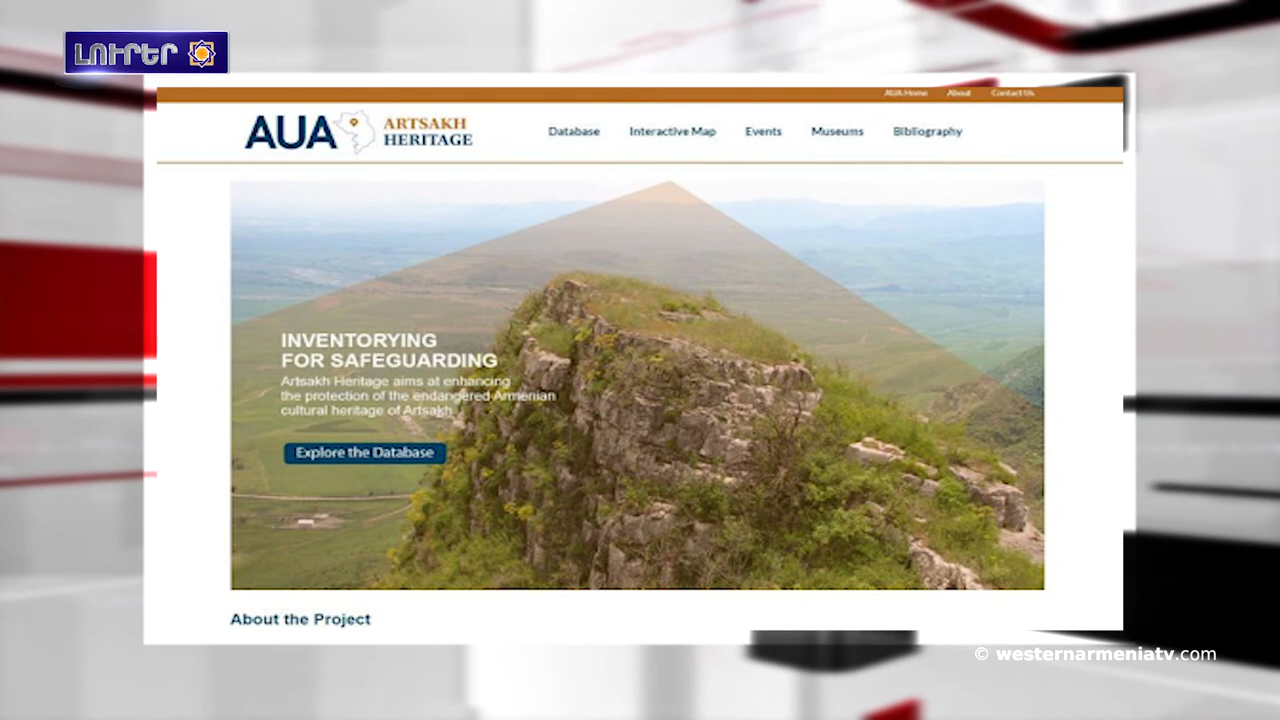 ԼՈՒՐԵՐ
AUA Home About Contact Us
AUA ARTSAKH
HERITAGE
Database Interactive Map Events Museums Bibliography
INVENTORYING
FOR SAFEGUARDING
Artsakh Heritage aims at enhancing
the protection of the endangered Armenian
cultural heritage of Artsakh
Explore the Database
About the Project
© westernarmeniatv.com